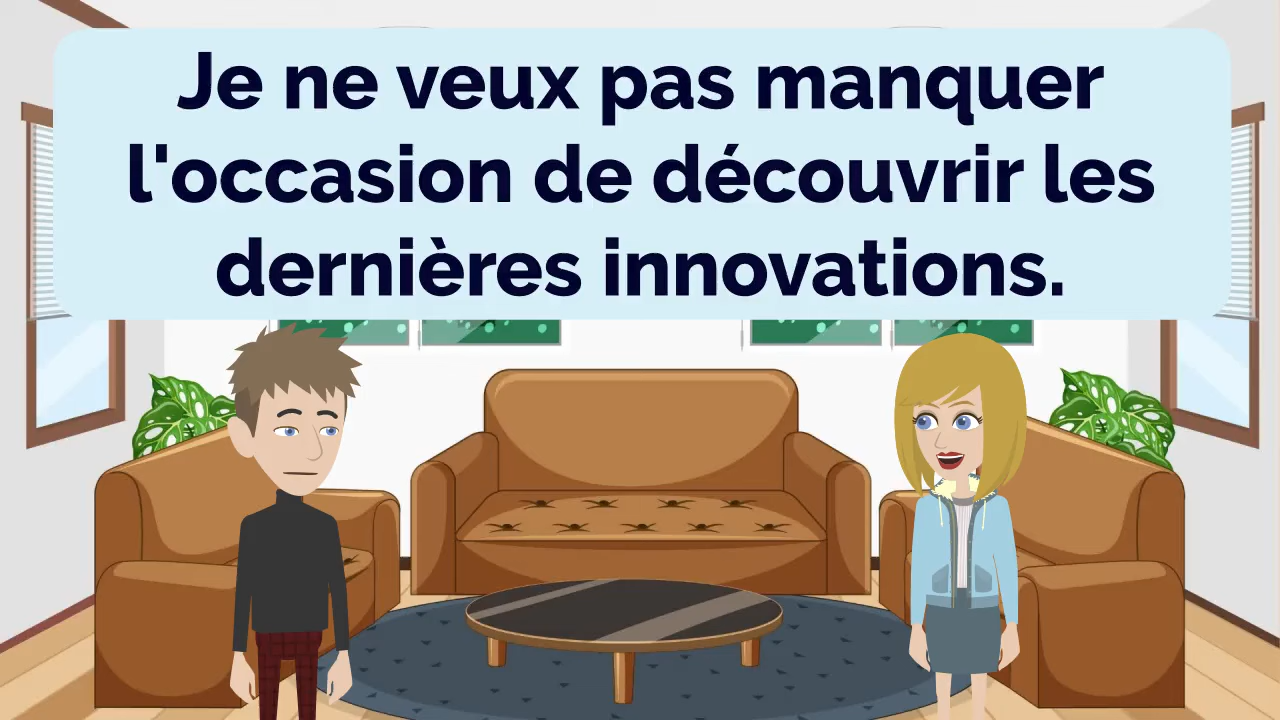 Je ne veux pas manquer
l'occasion de découvrir les
dernières innovations.